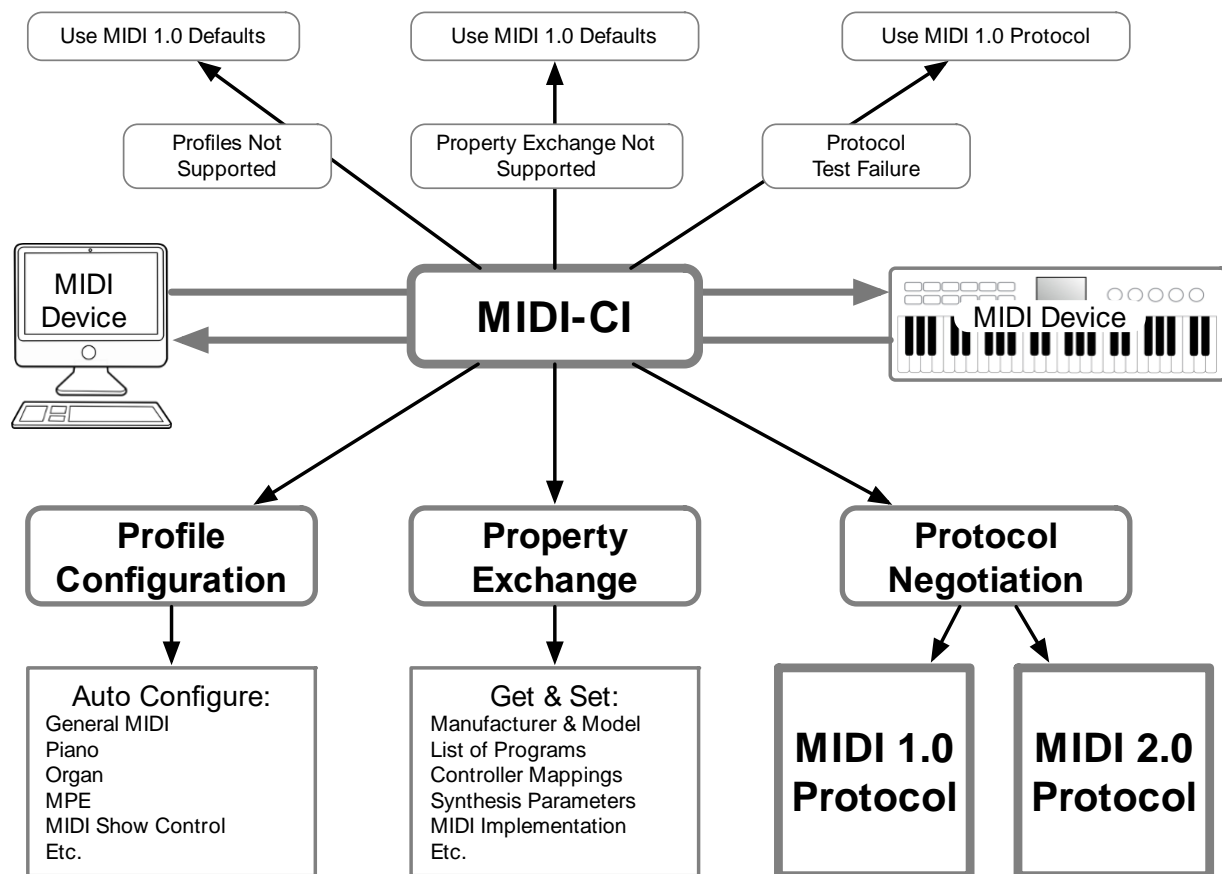 Use MIDI 1.0 Defaults
Use MIDI 1.0 Defaults
Use MIDI 1.0 Protocol
Profiles Not
Supported
Property Exchange Not
Supported
Protocol
Test Failure
MIDI
Device
MIDI-CI
MIDI Device
Profile
Configuration
Property
Exchange
Protocol
Negotiation
Auto Configure:
General MIDI
Piano
Organ
MPE
MIDI Show Control
Etc.
Get & Set:
Manufacturer & Model
List of Programs
Controller Mappings
Synthesis Parameters
MIDI Implementation
Etc.
MIDI 1.0
Protocol
MIDI 2.0
Protocol